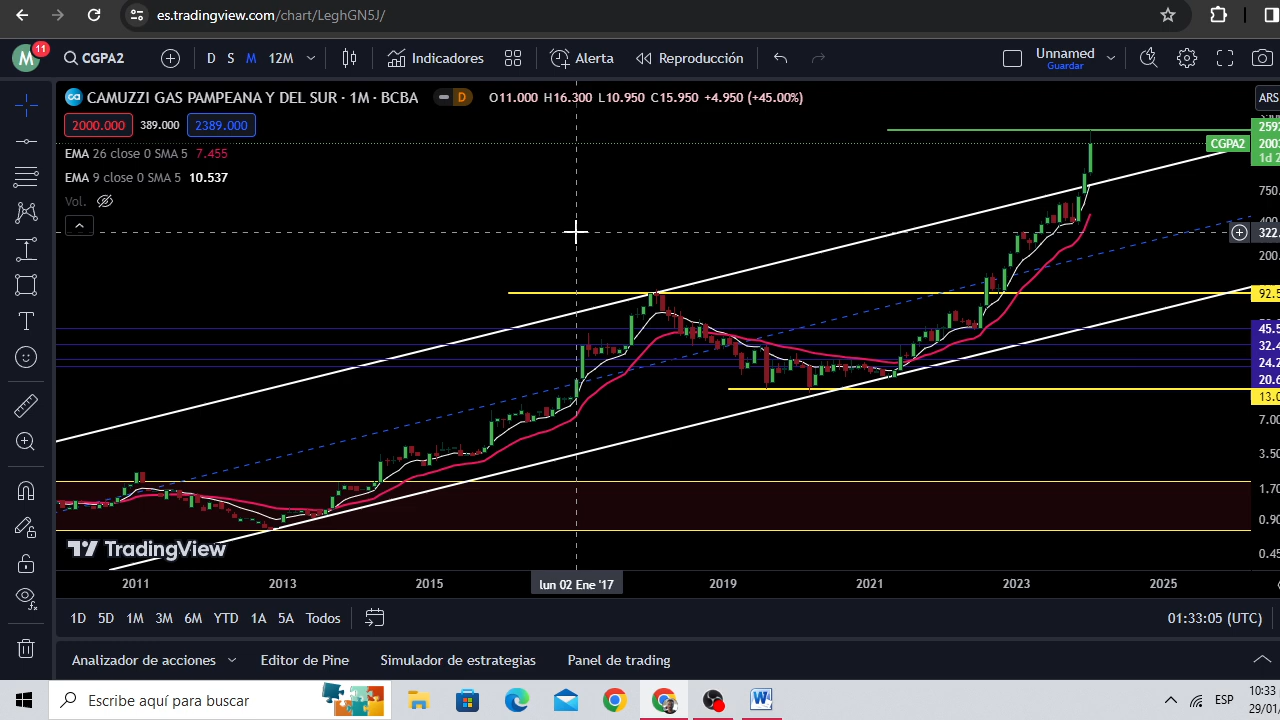 es.tradingview.com/chart/LeghGN5J/
M 11 CGPA2 D S M 12M Indicadores Alerta Reproducción Unnamed Guardar
CAMUZZI GAS PAMPEANA Y DEL SUR · 1M · BCBA D O11.000 H16.300 L10.950 C15.950 +4.950 (+45.00%) ARS
2000.000 389.000 2389.000
EMA 26 close 0 SMA 5 7.455
EMA 9 close 0 SMA 5 10.537
Vol.
CGPA2
750.
322.
200.
92.5
45.5
32.4
24.2
20.6
13.0
7.00
3.50
1.70
0.90
0.45
TradingView
2011 2013 2015 lun 02 Ene '17 2019 2021 2023 2025
1D 5D 1M 3M 6M YTD 1A 5A Todos 01:33:05 (UTC)
Analizador de acciones Editor de Pine Simulador de estrategias Panel de trading
Escribe aquí para buscar ESP 10:33
29/01/